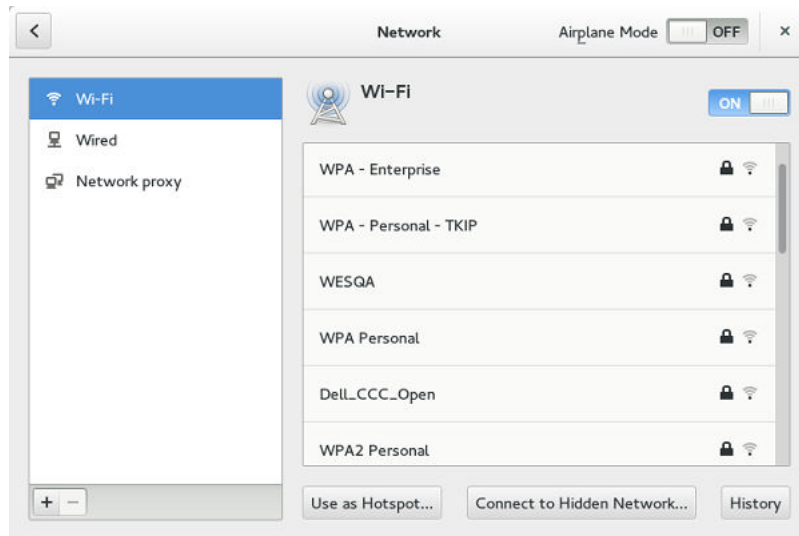 Network
Airplane Mode OFF ×
Wi-Fi
Wired
Network proxy
Wi-Fi
ON
WPA - Enterprise
WPA - Personal - TKIP
WESQA
WPA Personal
Dell_CCC_Open
WPA2 Personal
+ -
Use as Hotspot...
Connect to Hidden Network...
History